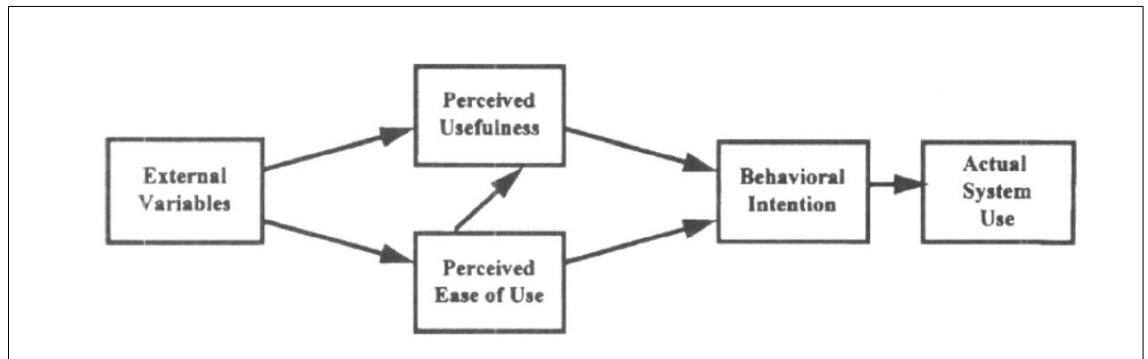 External
Variables
Perceived
Usefulness
Perceived
Ease of Use
Behavioral
Intention
Actual
System
Use